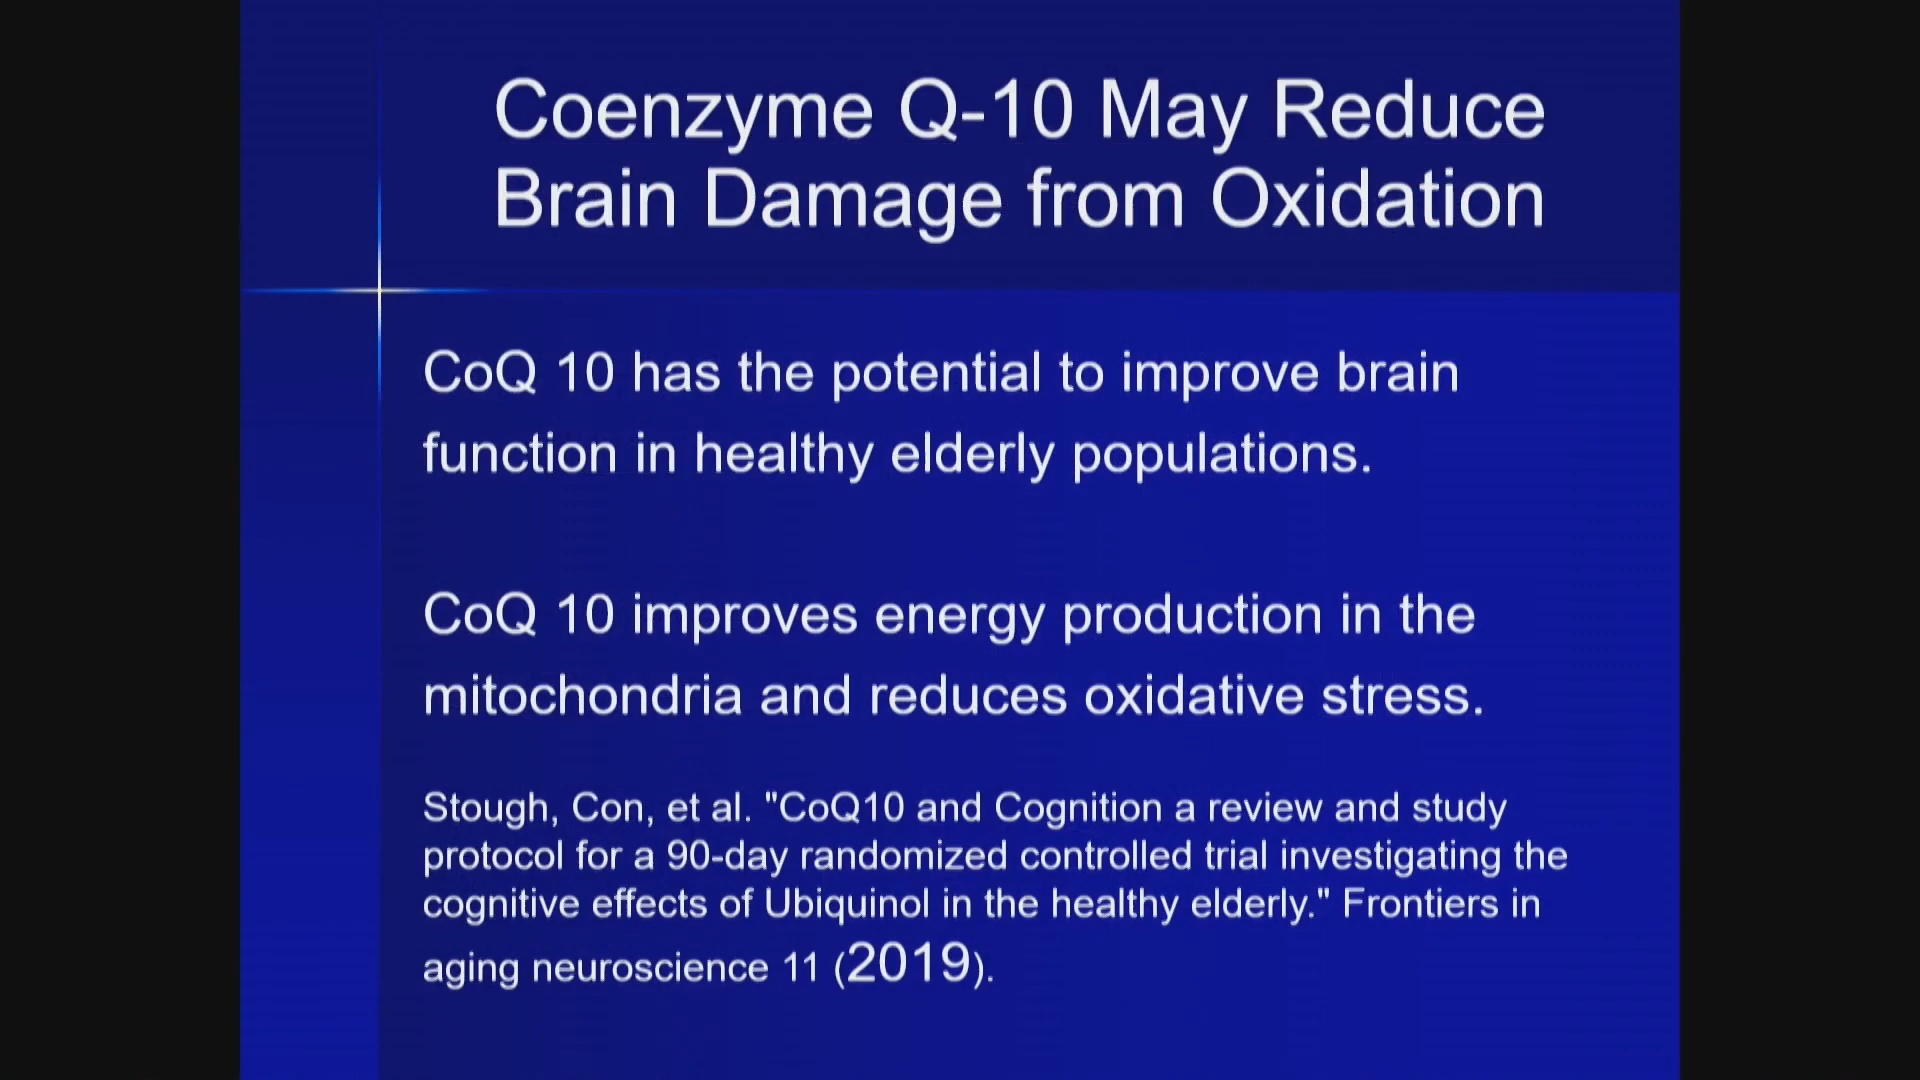 Coenzyme Q-10 May Reduce
Brain Damage from Oxidation
CoQ 10 has the potential to improve brain
function in healthy elderly populations.
CoQ 10 improves energy production in the
mitochondria and reduces oxidative stress.
Stough, Con, et al. "CoQ10 and Cognition a review and study
protocol for a 90-day randomized controlled trial investigating the
cognitive effects of Ubiquinol in the healthy elderly." Frontiers in
aging neuroscience 11 (2019).